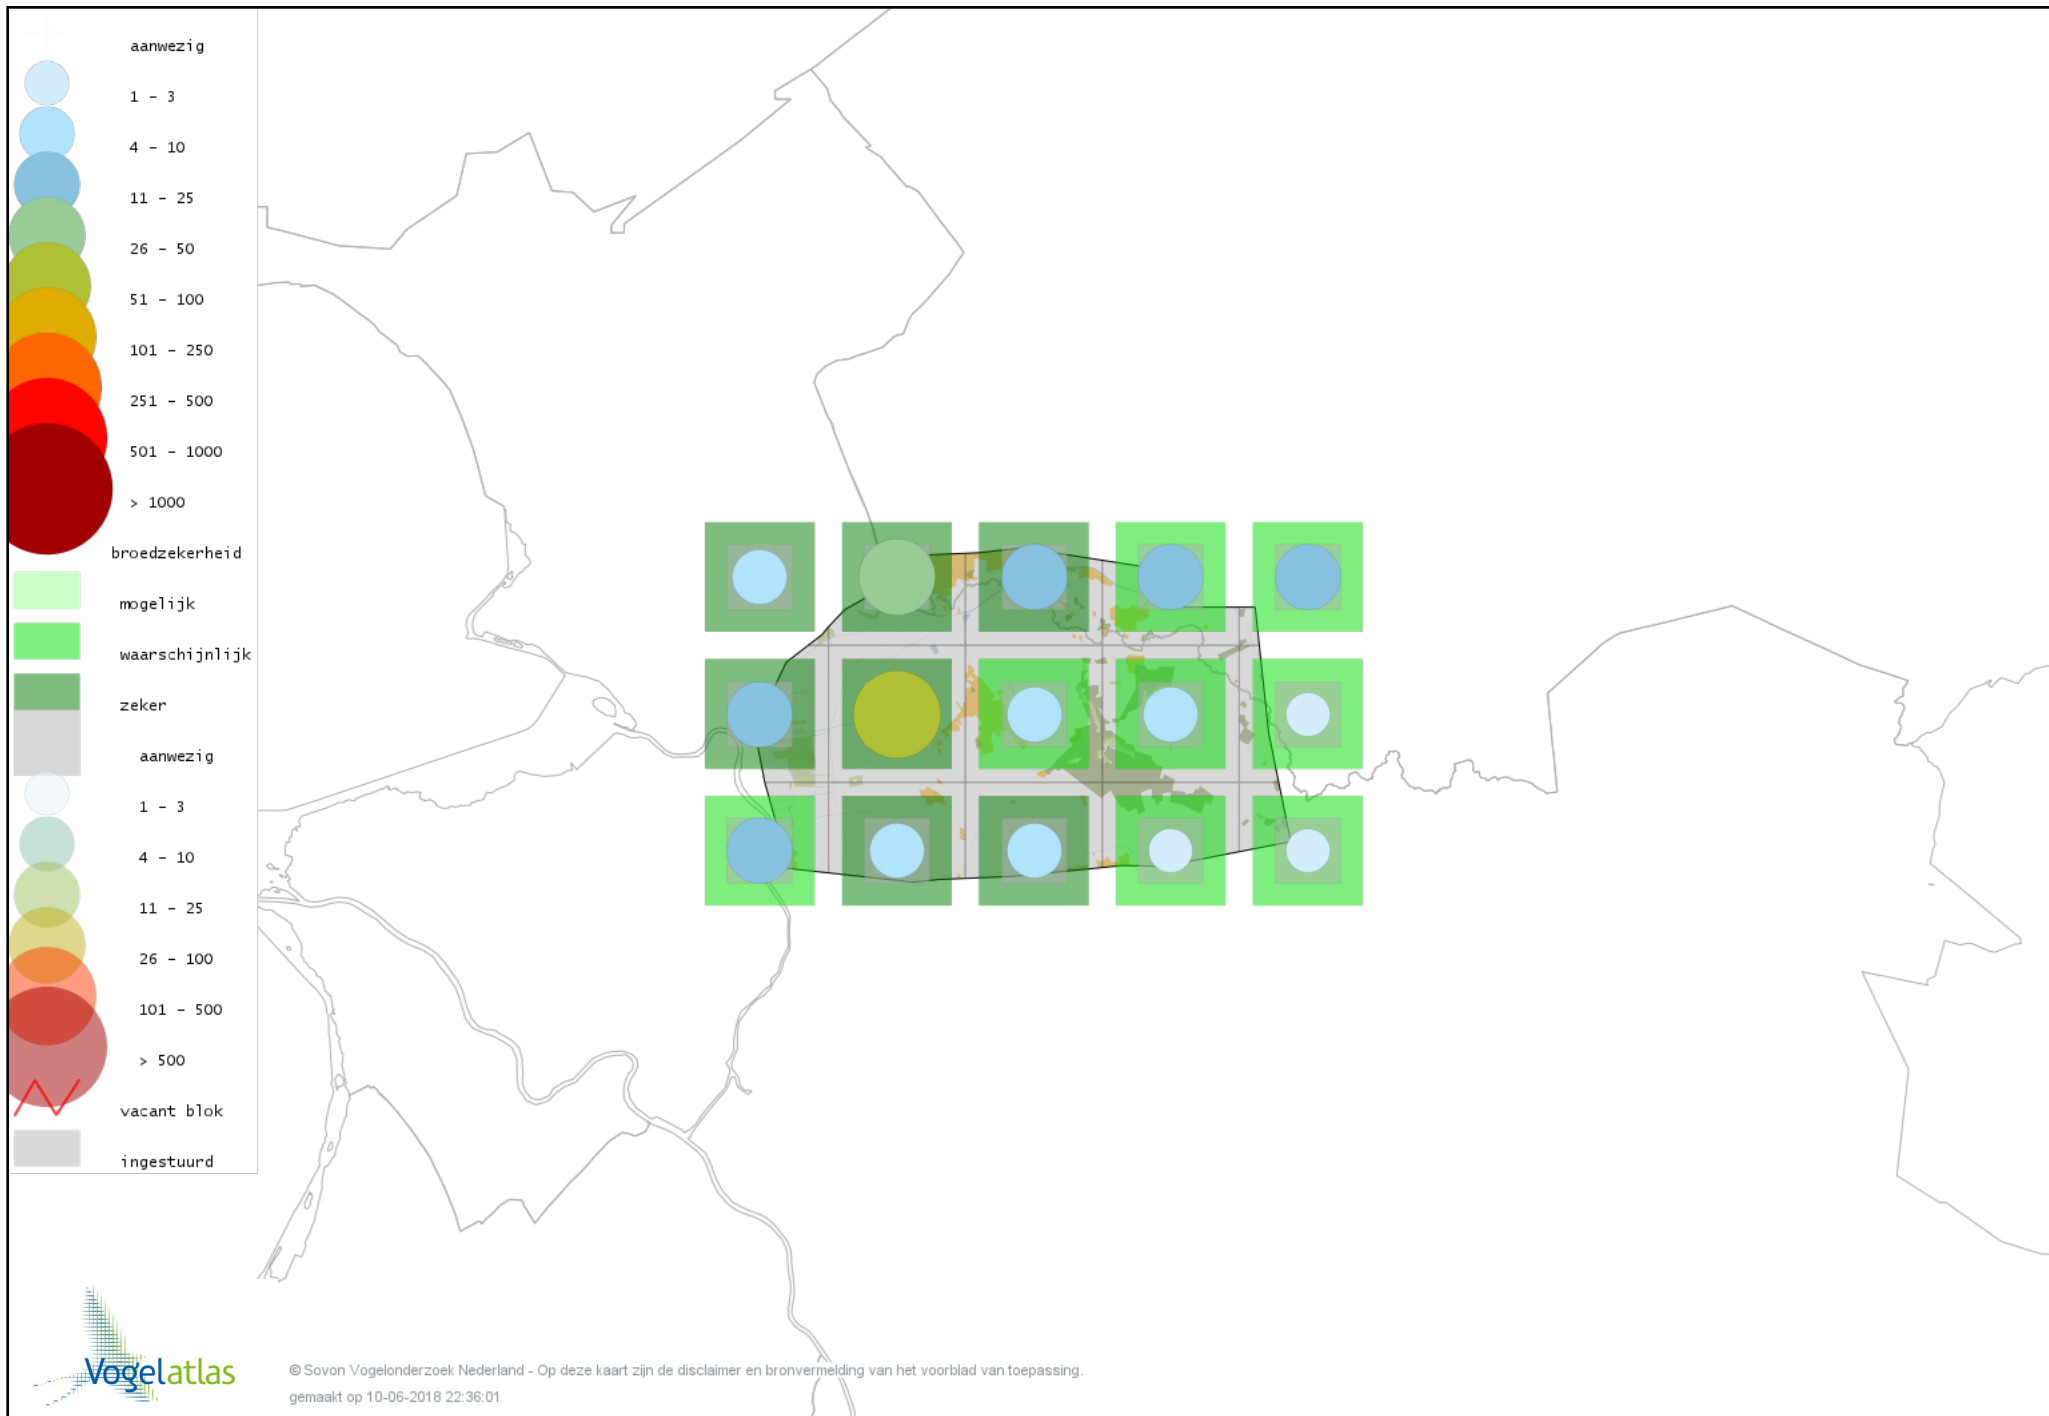 aanwezig
1 - 3
4 - 10
11 - 25
26 - 50
51 - 100
101 - 250
251 - 500
501 - 1000
> 1000
broedzekerheid
mogelijk
waarschijnlijk
zeker
aanwezig
1 - 3
4 - 10
11 - 25
26 - 100
101 - 500
> 500
vacant blok
ingestuurd
Vogelatlas
© Sovon Vogelonderzoek Nederland - Op deze kaart zijn de disclaimer en bronvermelding van het voorblad van toepassing.
gemaakt op 10-06-2018 22:36:01